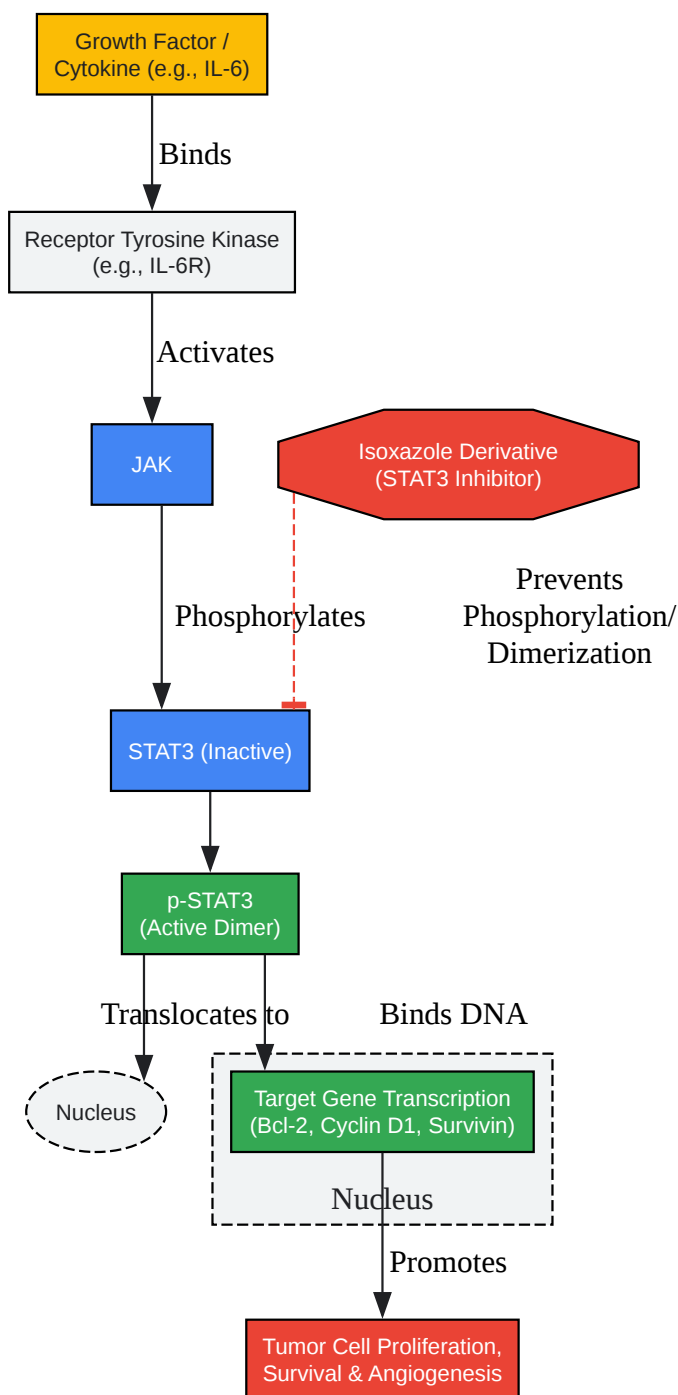 Growth Factor /
Cytokine (e.g., IL-6)
Binds
Receptor Tyrosine Kinase
(e.g., IL-6R)
Activates
JAK
Isoxazole Derivative
(STAT3 Inhibitor)
Phosphorylates
Prevents
Phosphorylation/
Dimerization
STAT3 (Inactive)
p-STAT3
(Active Dimer)
Translocates to
Binds DNA
Nucleus
Target Gene Transcription
(Bcl-2, Cyclin D1, Survivin)
Nucleus
Promotes
Tumor Cell Proliferation,
Survival & Angiogenesis